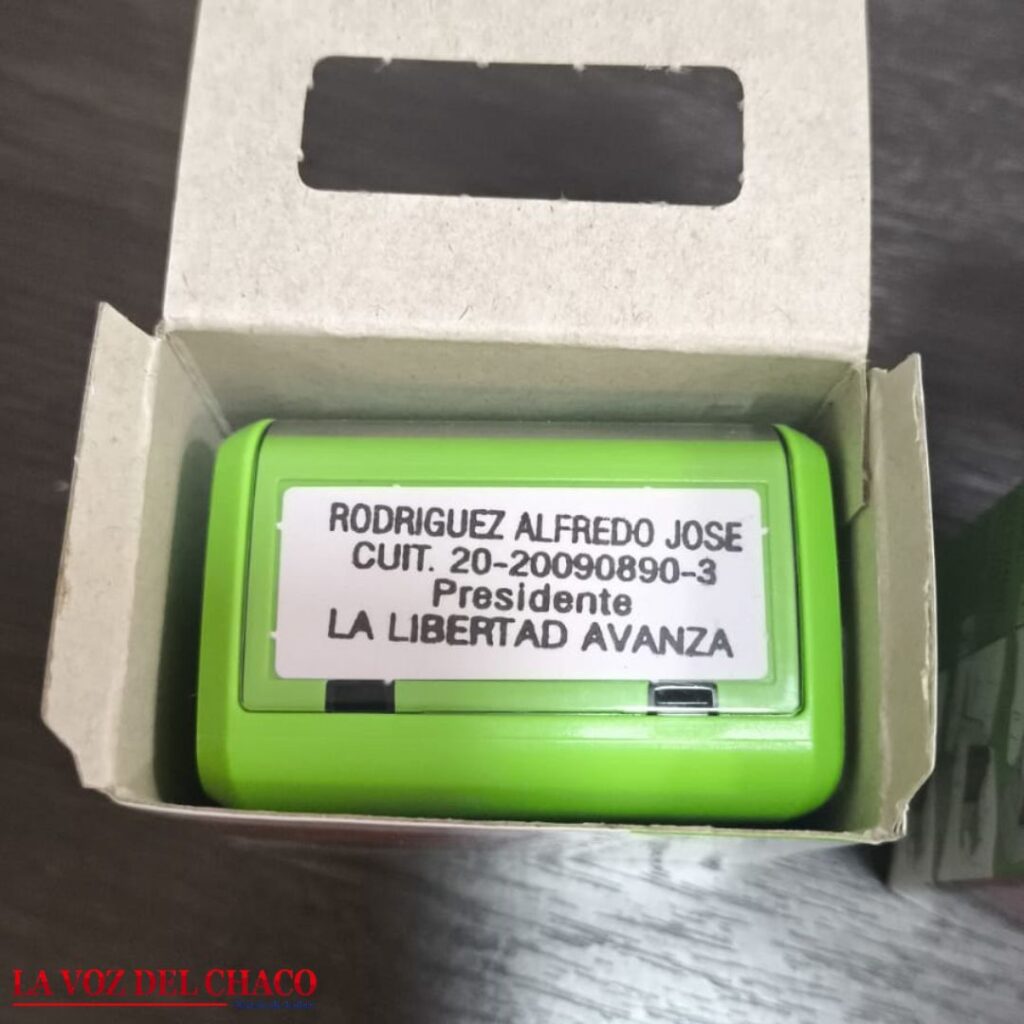 RODRIGUEZ ALFREDO JOSE
CUIT. 20-20090890-3
Presidente
LA LIBERTAD AVANZA
LA VOZ DEL CHACO